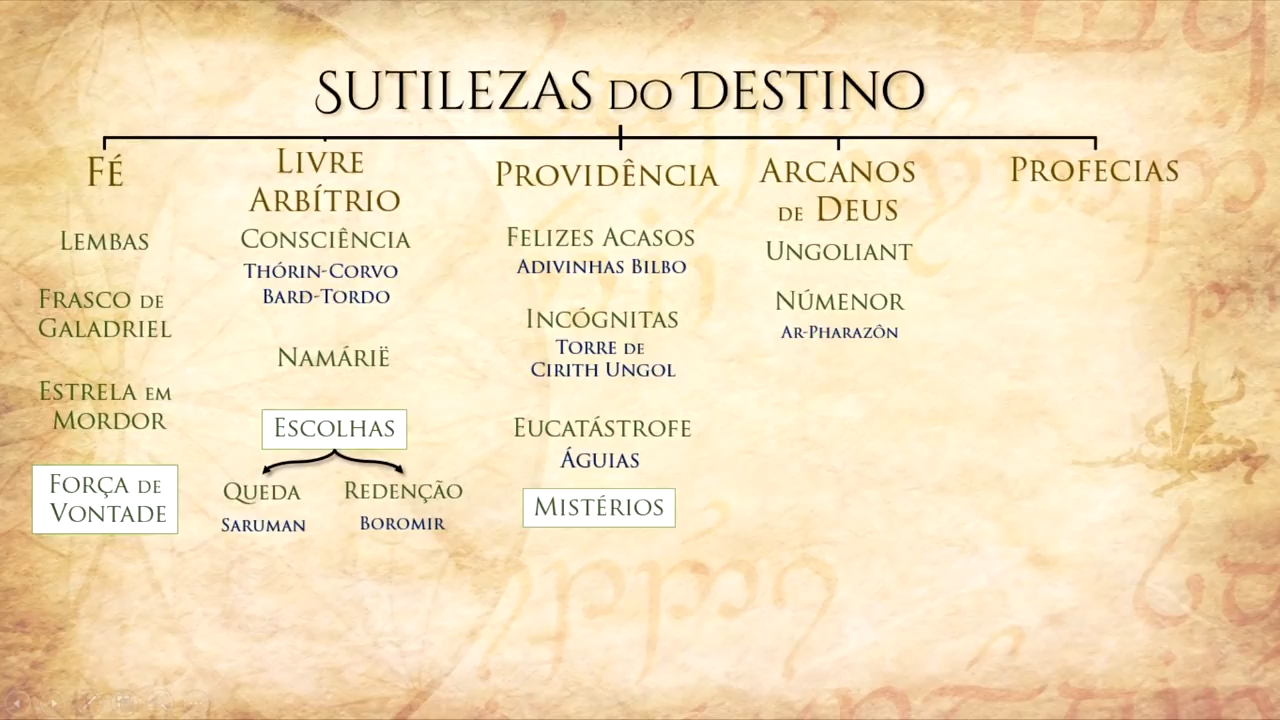 Sutilezas do Destino
Fé
Lembas
Frasco de
Galadriel
Estrela em
Mordor
Força de
Vontade
Livre
Arbítrio
Consciência
Thórin-Corvo
Bard-Tordo
Namárië
Escolhas
Queda
Saruman
Redenção
Boromir
Providência
Felizes Acasos
Adivinhas Bilbo
Incógnitas
Torre de
Cirith Ungol
Eucatástrofe
Águias
Mistérios
Arcanos
de Deus
Ungoliant
Númenor
Ar-Pharazôn
Profecias